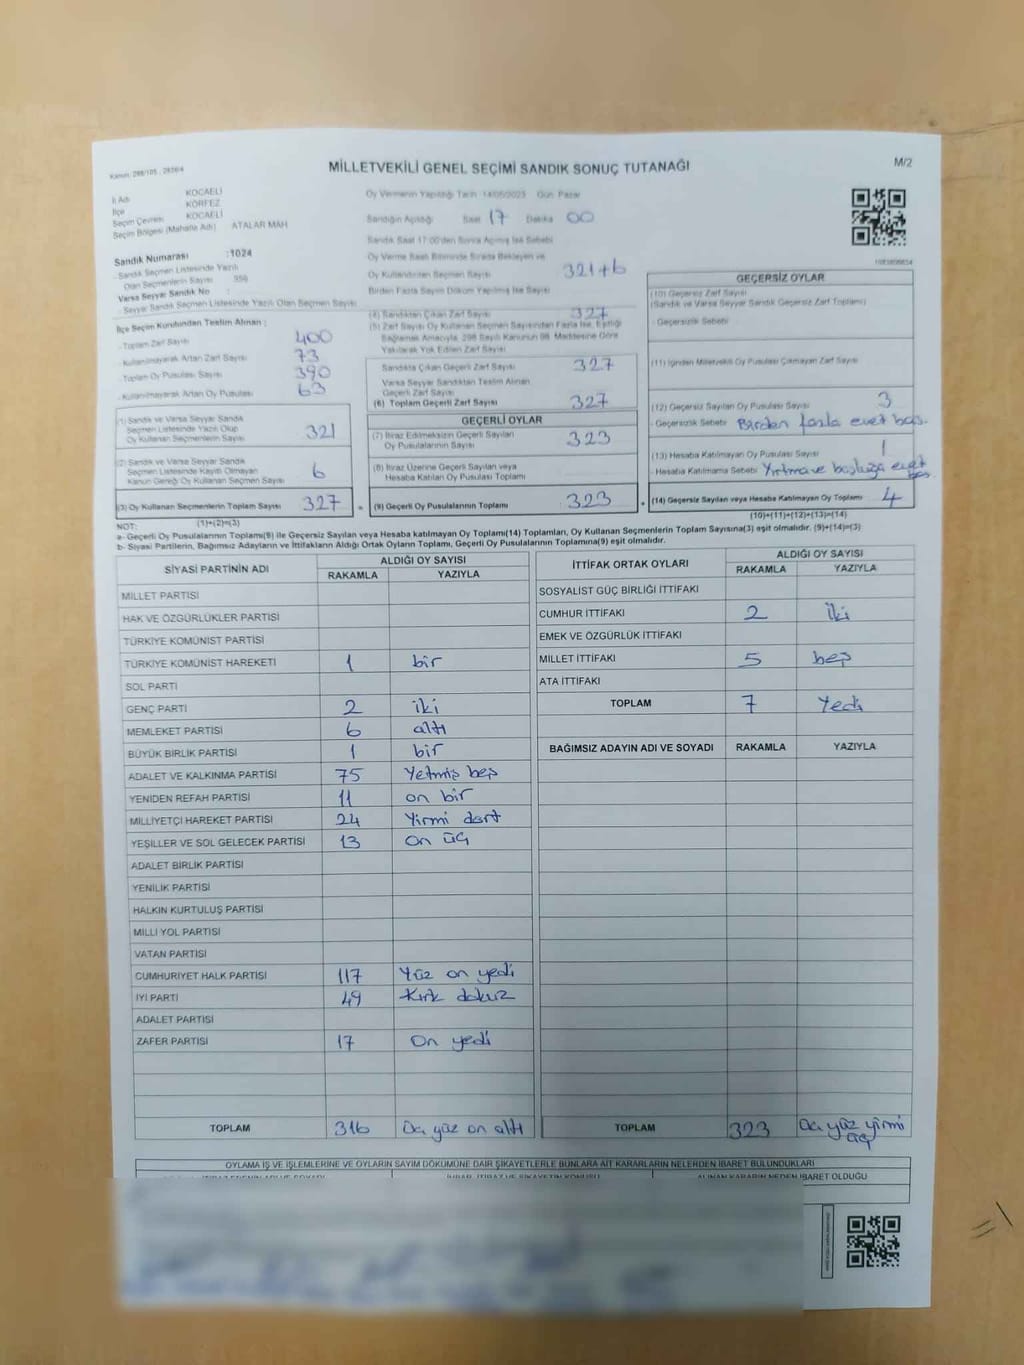 MİLLETVEKİLİ GENEL SEÇİMİ SANDIK SONUÇ TUTANAĞI
M/2
Kanun: 298/105
İl Adı KOCAELİ
İlçe KÖRFEZ
Seçim Çevresi KOCAELİ
Seçim Bölgesi (Mahalle Adı) ATALAR MAH
Sandık Numarası :1024
Sandık Seçmen Listesinde Yazılı
Olan Seçmenlerin Sayısı
Varsa Seyyar Sandık No :
Seyyar Sandık Seçmen Listesinde Yazılı Olan Seçmen Sayısı
İlçe Seçim Kurulundan Teslim Alınan :
- Toplam Zarf Sayısı 400
- Kullanılmayarak Artan Zarf Sayısı 73
- Toplam Oy Pusulası Sayısı 390
- Kullanılmayarak Artan Oy Pusulası 63
(1) Sandık ve Varsa Seyyar Sandık
Seçmen Listesinde Yazılı Olup
Oy Kullanan Seçmenlerin Sayısı 321
(2) Sandık ve Varsa Seyyar Sandık
Seçmen Listesinde Kayıtlı Olmayan
Kanun Gereği Oy Kullanan Seçmen Sayısı 6
(3) Oy Kullanan Seçmenlerin Toplam Sayısı 327
(1)+(2)=(3)
Oy Vermenin Yapıldığı Tarih 14/05/2023 Gün Pazar
Sandığın Açıldığı Saat 17 Dakika 00
Sandık Saat 17:00'den Sonra Açılmış İse Sebebi
Oy Verme Saati Bitiminde Sırada Bekleyen ve
Oy Kullandırılan Seçmen Sayısı 321+6
Birden Fazla Sayım Döküm Yapılmış İse Sayısı
(4) Sandıktan Çıkan Zarf Sayısı 327
(5) Zarf Sayısı Oy Kullanan Seçmen Sayısından Fazla İse, Eşitliği
Sağlamak Amacıyla, 298 Sayılı Kanunun 98. Maddesine Göre
Yakılarak Yok Edilen Zarf Sayısı
Sandıkta Çıkan Geçerli Zarf Sayısı 327
Varsa Seyyar Sandıktan Teslim Alınan
Geçerli Zarf Sayısı
(6) Toplam Geçerli Zarf Sayısı 327
GEÇERLİ OYLAR
(7) İtiraz Edilmeksizin Geçerli Sayılan
Oy Pusulalarının Sayısı 323
(8) İtiraz Üzerine Geçerli Sayılan veya
Hesaba Katılan Oy Pusulaları Toplamı
(9) Geçerli Oy Pusulalarının Toplamı 323
GEÇERSİZ OYLAR
(10) Geçersiz Zarf Sayısı
(Sandık ve Varsa Seyyar Sandık Geçersiz Zarf Toplamı)
- Geçersizlik Sebebi
(11) İçinden Milletvekili Oy Pusulası Çıkmayan Zarf Sayısı
(12) Geçersiz Sayılan Oy Pusulası Sayısı 3
- Geçersizlik Sebebi Birden fazla evet bas.
(13) Hesaba Katılmayan Oy Pusulası Sayısı 1
- Hesaba Katılmama Sebebi Yırtma ve boşluğa evet bas
(14) Geçersiz Sayılan veya Hesaba Katılmayan Oy Toplamı 4
(10)+(11)+(12)+(13)=(14)
NOT:
a- Geçerli Oy Pusulalarının Toplamı(9) ile Geçersiz Sayılan veya Hesaba katılmayan Oy Toplamı(14) Toplamları, Oy Kullanan Seçmenlerin Toplam Sayısına(3) eşit olmalıdır. (9)+(14)=(3)
b- Siyasi Partilerin, Bağımsız Adayların ve İttifakların Aldığı Ortak Oyların Toplamı, Geçerli Oy Pusulalarının Toplamına(9) eşit olmalıdır.
SİYASİ PARTİNİN ADI ALDIĞI OY SAYISI
RAKAMLA YAZIYLA
MİLLET PARTİSİ
HAK VE ÖZGÜRLÜKLER PARTİSİ
TÜRKİYE KOMÜNİST PARTİSİ
TÜRKİYE KOMÜNİST HAREKETİ 1 bir
SOL PARTİ
GENÇ PARTİ 2 iki
MEMLEKET PARTİSİ 6 altı
BÜYÜK BİRLİK PARTİSİ 1 bir
ADALET VE KALKINMA PARTİSİ 75 Yetmiş beş
YENİDEN REFAH PARTİSİ 11 on bir
MİLLİYETÇİ HAREKET PARTİSİ 24 Yirmi dört
YEŞİLLER VE SOL GELECEK PARTİSİ 13 on üç
ADALET BİRLİK PARTİSİ
YENİLİK PARTİSİ
HALKIN KURTULUŞ PARTİSİ
MİLLİ YOL PARTİSİ
VATAN PARTİSİ
CUMHURİYET HALK PARTİSİ 117 Yüz on yedi
İYİ PARTİ 49 Kırk dokuz
ADALET PARTİSİ
ZAFER PARTİSİ 17 On yedi
TOPLAM 316 Üç yüz on altı
İTTİFAK ORTAK OYLARI ALDIĞI OY SAYISI
RAKAMLA YAZIYLA
SOSYALİST GÜÇ BİRLİĞİ İTTİFAKI
CUMHUR İTTİFAKI 2 iki
EMEK VE ÖZGÜRLÜK İTTİFAKI
MİLLET İTTİFAKI 5 beş
ATA İTTİFAKI
TOPLAM 7 Yedi
BAĞIMSIZ ADAYIN ADI VE SOYADI RAKAMLA YAZIYLA
TOPLAM 323 Üç yüz yirmi üç
OYLAMA İŞ VE İŞLEMLERİNE VE OYLARIN SAYIM DÖKÜMÜNE DAİR ŞİKAYETLERLE BUNLARA AİT KARARLARIN NELERDEN İBARET BULUNDUKLARI
ALINAN KARARIN NEDEN İBARET OLDUĞU